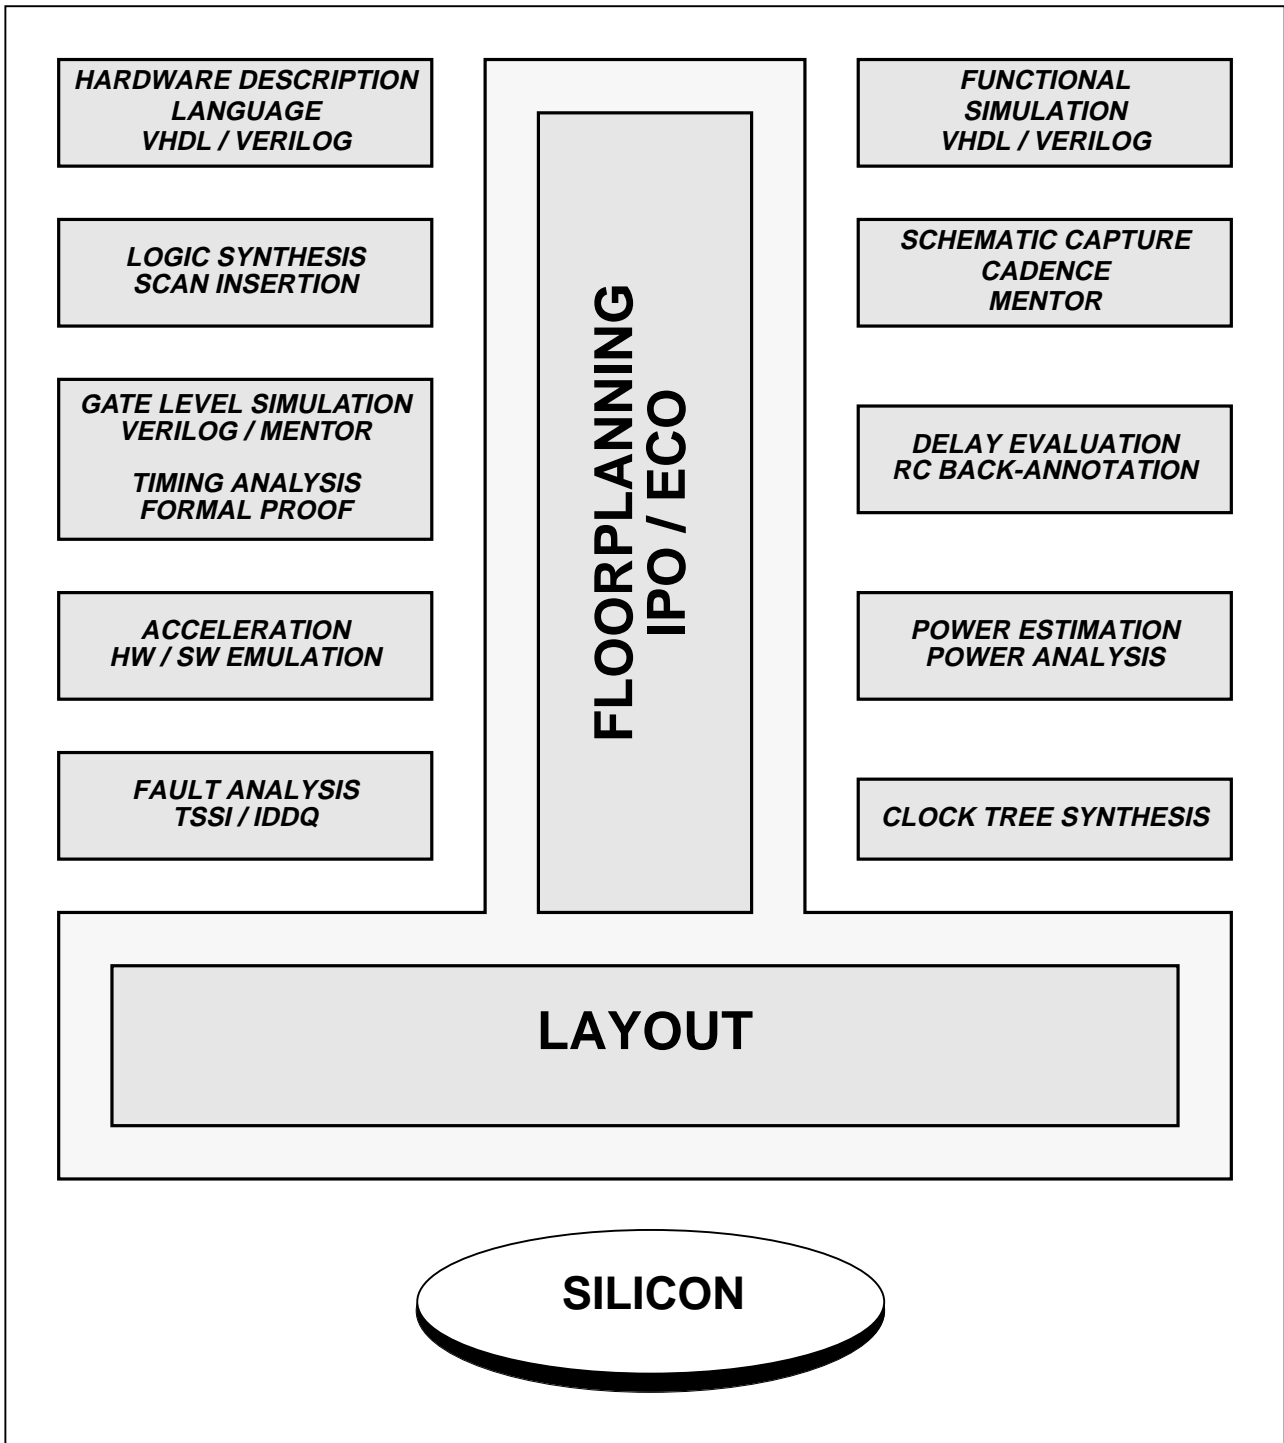 HARDWARE DESCRIPTION
LANGUAGE
VHDL / VERILOG
LOGIC SYNTHESIS
SCAN INSERTION
GATE LEVEL SIMULATION
VERILOG / MENTOR
TIMING ANALYSIS
FORMAL PROOF
ACCELERATION
HW / SW EMULATION
FAULT ANALYSIS
TSSI / IDDQ
FLOORPLANNING
IPO / ECO
FUNCTIONAL
SIMULATION
VHDL / VERILOG
SCHEMATIC CAPTURE
CADENCE
MENTOR
DELAY EVALUATION
RC BACK-ANNOTATION
POWER ESTIMATION
POWER ANALYSIS
CLOCK TREE SYNTHESIS
LAYOUT
SILICON